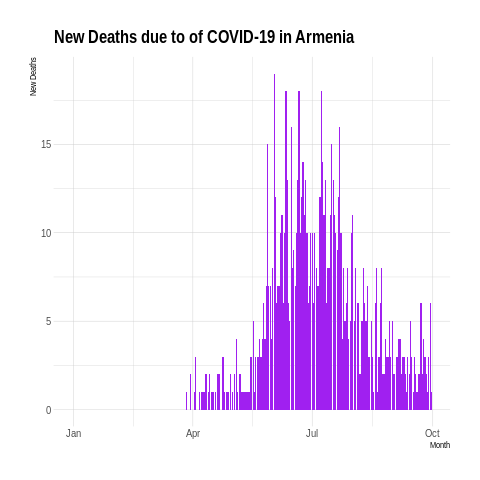 New Deaths due to of COVID-19 in Armenia
New Deaths
15
10
5
0
Jan Apr Jul Oct
Month